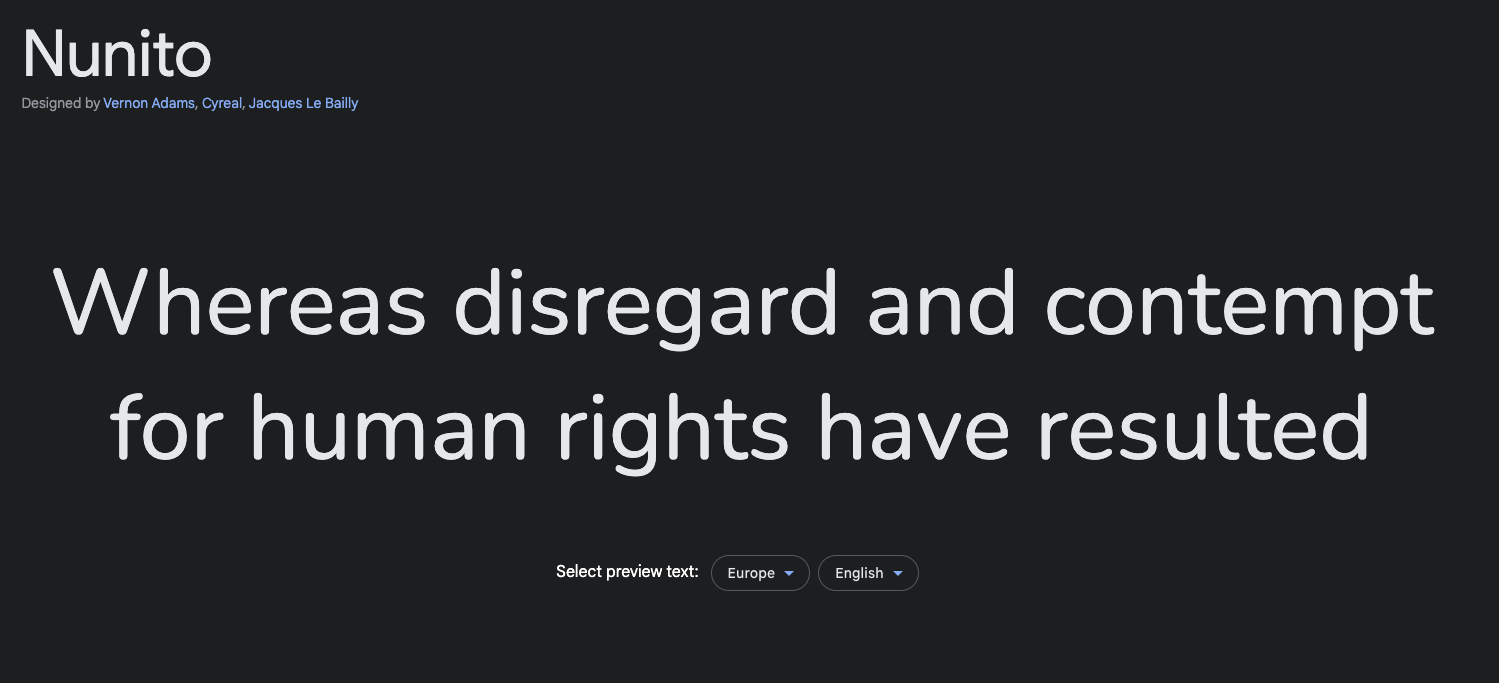 Nunito
Designed by Vernon Adams, Cyreal, Jacques Le Bailly
Whereas disregard and contempt
for human rights have resulted
Select preview text: Europe English